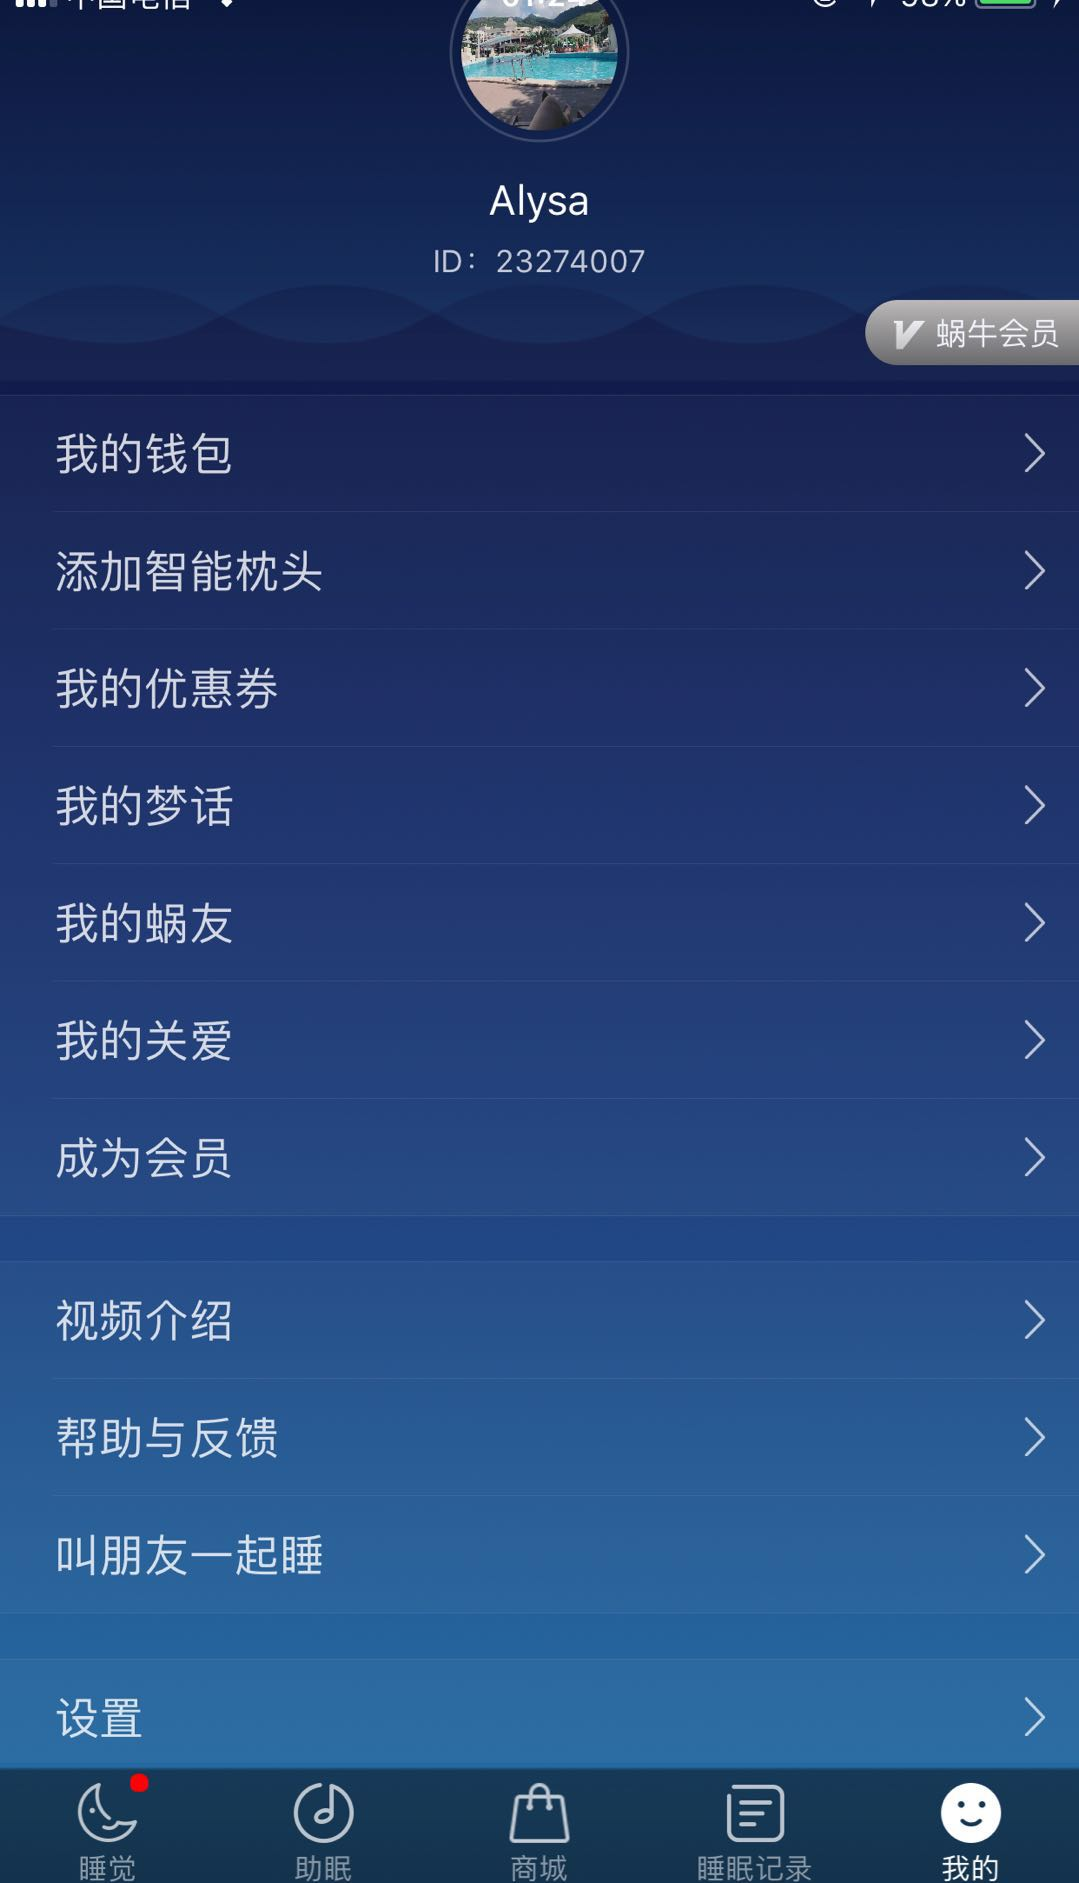 Alysa
ID：23274007
蜗牛会员
我的钱包
添加智能枕头
我的优惠券
我的梦话
我的蜗友
我的关爱
成为会员
视频介绍
帮助与反馈
叫朋友一起睡
设置
睡觉
助眠
商城
睡眠记录
我的